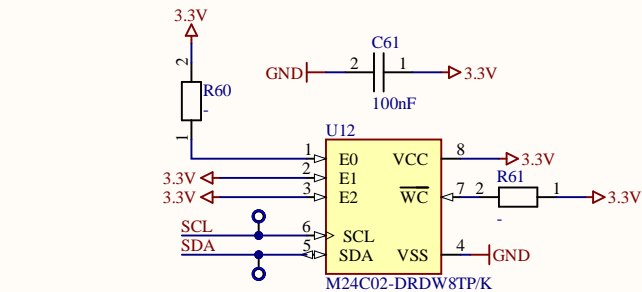 3.3V
2
R60
-
1
C61
GND 2 1 3.3V
100nF
U12
1 E0 VCC 8 3.3V
3.3V 2 E1
R61
3.3V 3 E2 WC 7 2 1 3.3V
-
SCL 6 SCL
SDA 5 SDA VSS 4 GND
M24C02-DRDW8TP/K